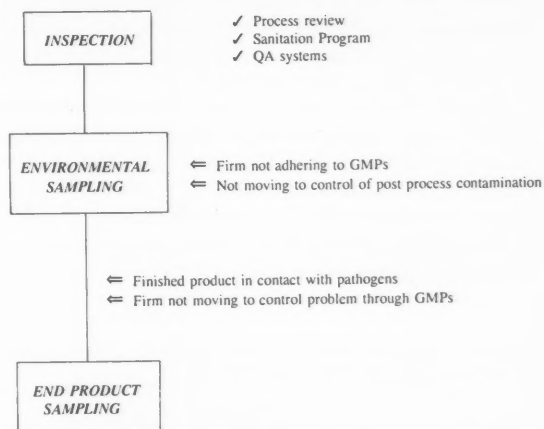 INSPECTION
✓ Process review
✓ Sanitation Program
✓ QA systems
ENVIRONMENTAL
SAMPLING
⇐ Firm not adhering to GMPs
⇐ Not moving to control of post process contamination
⇐ Finished product in contact with pathogens
⇐ Firm not moving to control problem through GMPs
END PRODUCT
SAMPLING